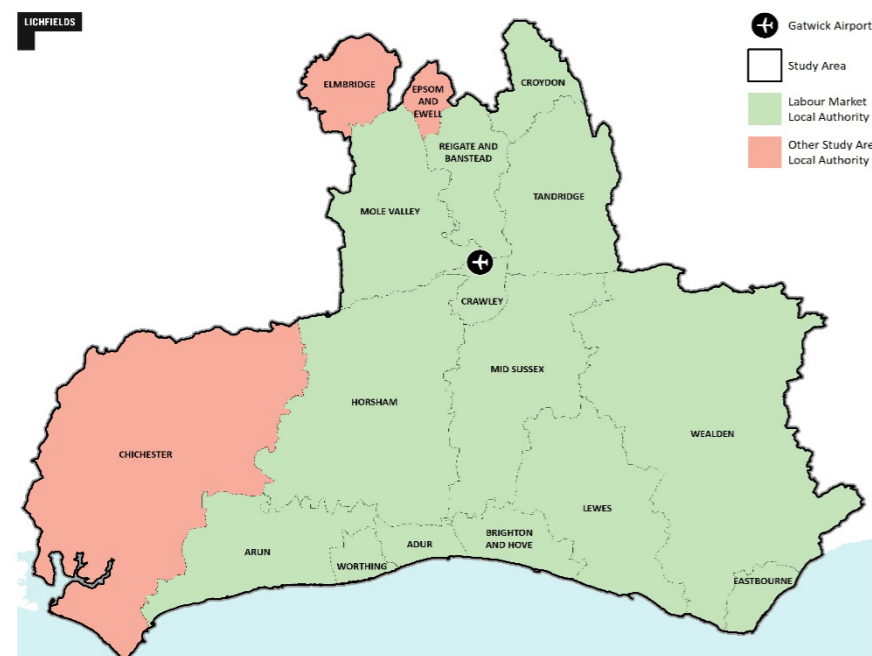 LICHFIELDS
Gatwick Airport
Study Area
Labour Market
Local Authority
Other Study Are
Local Authority
ELMBRIDGE
EPSOM
AND
EWELL
CROYDON
REIGATE AND
BANSTEAD
TANDRIDGE
MOLE VALLEY
CRAWLEY
MID SUSSEX
HORSHAM
WEALDEN
CHICHESTER
LEWES
ARUN
WORTHING
ADUR
BRIGHTON
AND HOVE
EASTBOURNE